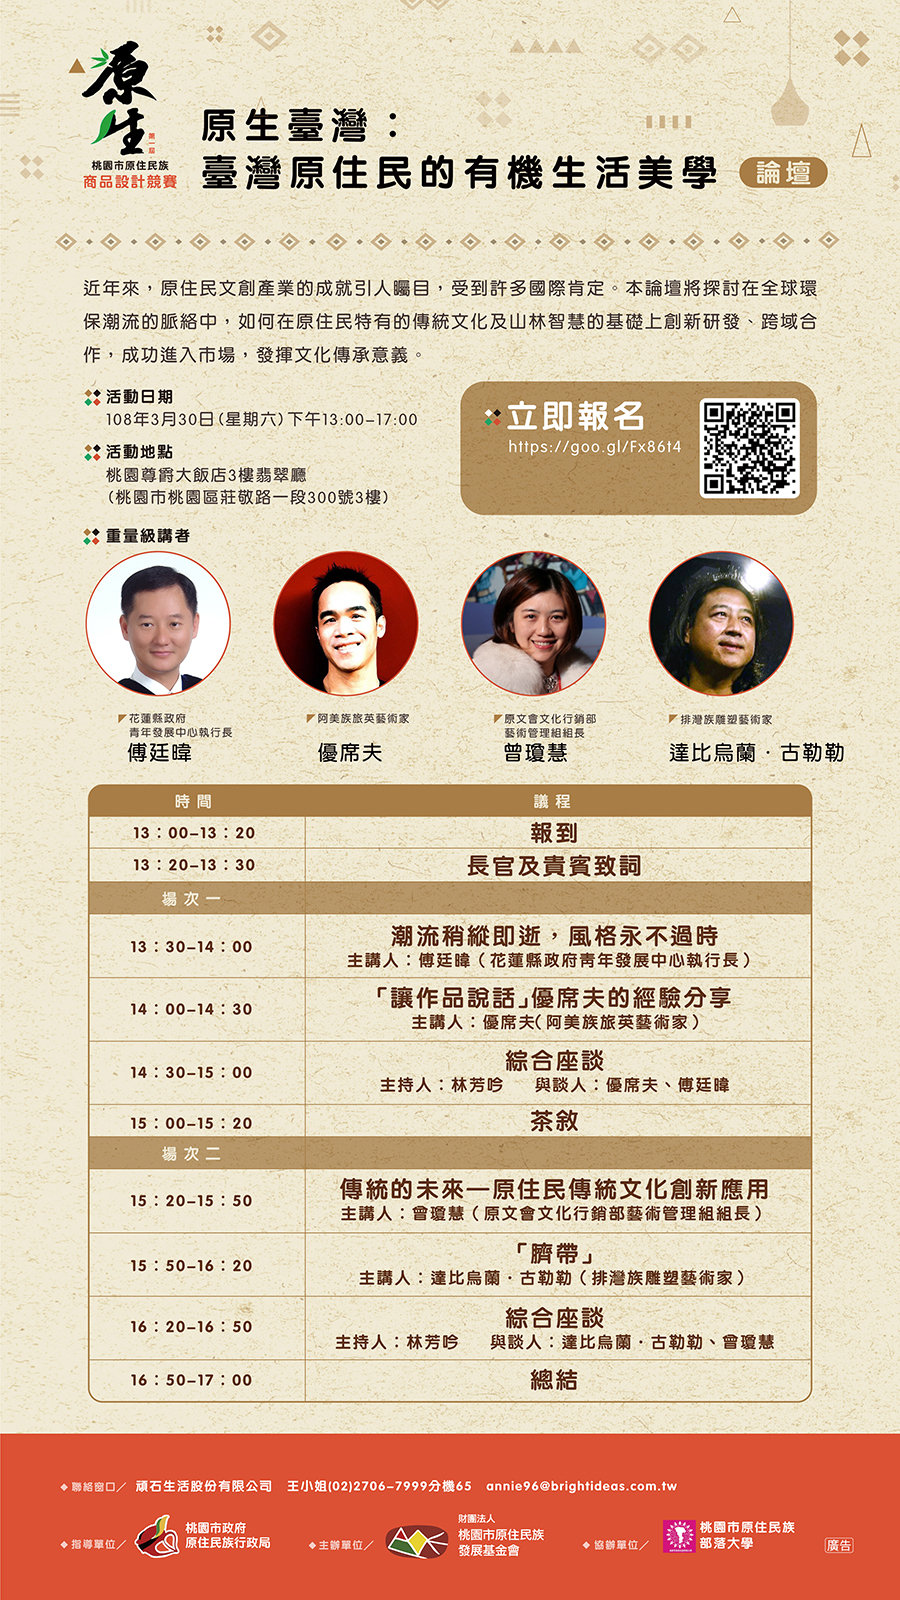 原生
第一屆
桃園市原住民族
商品設計競賽
原生臺灣：
臺灣原住民的有機生活美學 論壇
近年來，原住民文創產業的成就引人矚目，受到許多國際肯定。本論壇將探討在全球環
保潮流的脈絡中，如何在原住民特有的傳統文化及山林智慧的基礎上創新研發、跨域合
作，成功進入市場，發揮文化傳承意義。
活動日期
108年3月30日(星期六)下午13:00-17:00
活動地點
桃園尊爵大飯店3樓翡翠廳
(桃園市桃園區莊敬路一段300號3樓)
立即報名
https://goo.gl/Fx86t4
重量級講者
花蓮縣政府
青年發展中心執行長
傅廷暐
阿美族旅英藝術家
優席夫
原文會文化行銷部
藝術管理組組長
曾瓊慧
排灣族雕塑藝術家
達比烏蘭．古勒勒
時間 議程
13：00-13：20 報到
13：20-13：30 長官及貴賓致詞
場次一
13：30-14：00 潮流稍縱即逝，風格永不過時
主講人：傅廷暐（花蓮縣政府青年發展中心執行長）
14：00-14：30 「讓作品說話」優席夫的經驗分享
主講人：優席夫(阿美族旅英藝術家）
14：30-15：00 綜合座談
主持人：林芳吟 與談人：優席夫、傅廷暐
15：00-15：20 茶敘
場次二
15：20-15：50 傳統的未來—原住民傳統文化創新應用
主講人：曾瓊慧（原文會文化行銷部藝術管理組組長）
15：50-16：20 「臍帶」
主講人：達比烏蘭．古勒勒（排灣族雕塑藝術家）
16：20-16：50 綜合座談
主持人：林芳吟 與談人：達比烏蘭．古勒勒、曾瓊慧
16：50-17：00 總結
聯絡窗口／ 頑石生活股份有限公司 王小姐(02)2706-7999分機65 annie96@brightideas.com.tw
指導單位／ 桃園市政府
原住民族行政局
主辦單位／ 財團法人
桃園市原住民族
發展基金會
協辦單位／ 桃園市原住民族
部落大學
廣告